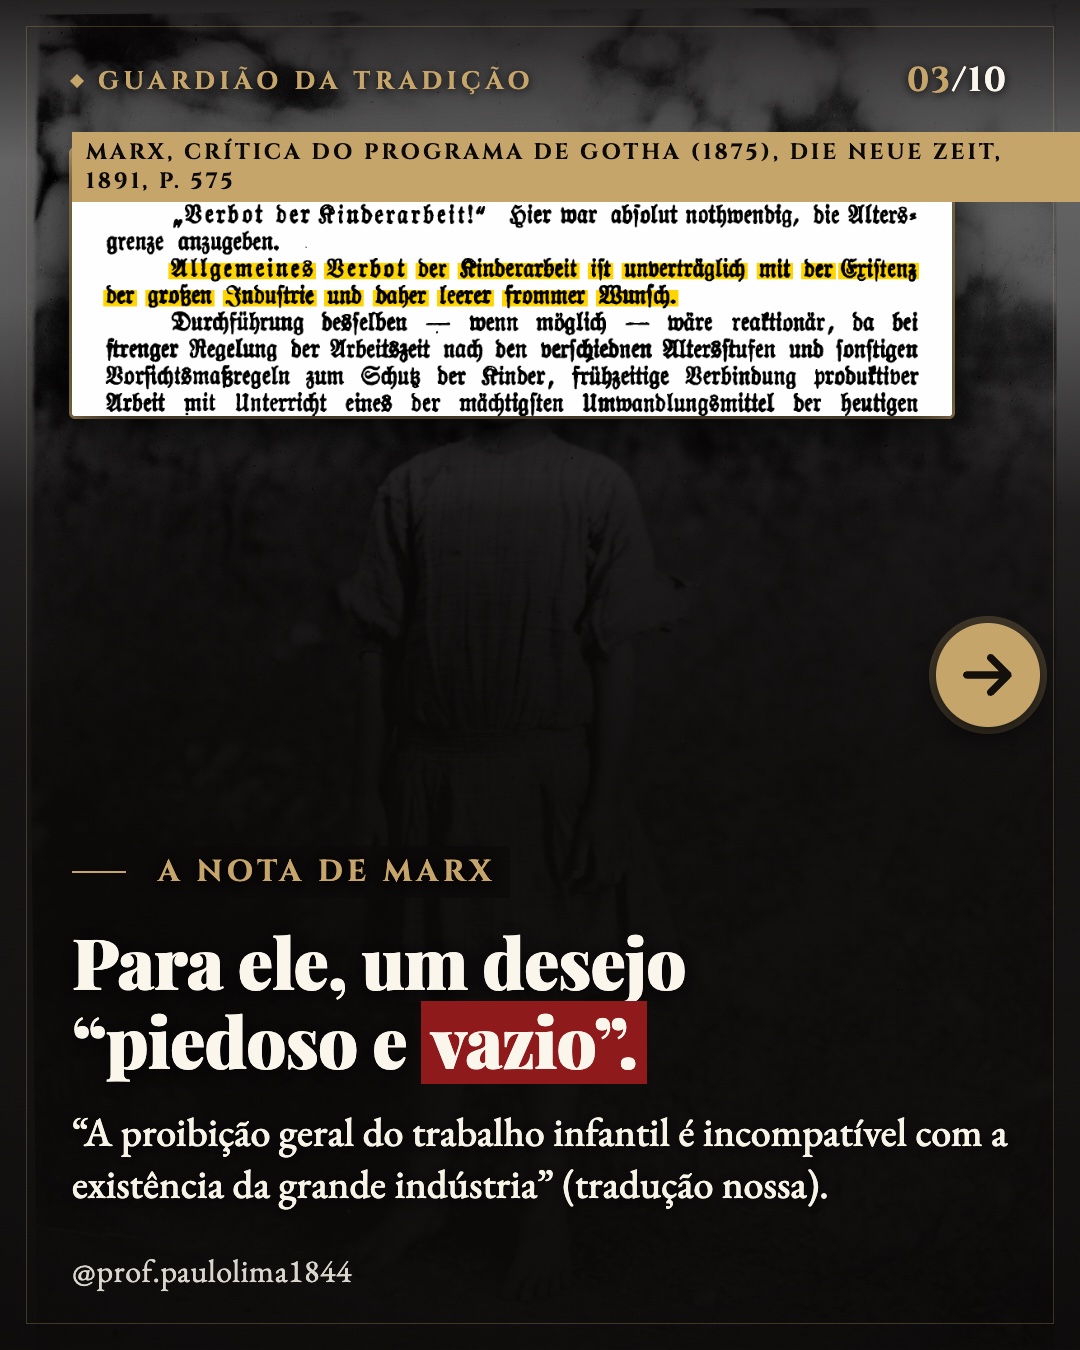 GUARDIÃO DA TRADIÇÃO
03/10
MARX, CRÍTICA DO PROGRAMA DE GOTHA (1875), DIE NEUE ZEIT,
1891, P. 575
„Verbot der Kinderarbeit!“ Hier war absolut nothwendig, die Alters-
grenze anzugeben.
Allgemeines Verbot der Kinderarbeit ist unverträglich mit der Existenz
der großen Industrie und daher leerer frommer Wunsch.
Durchführung desselben — wenn möglich — wäre reaktionär, da bei
strenger Regelung der Arbeitszeit nach den verschiednen Altersstufen und sonstigen
Vorsichtsmaßregeln zum Schutz der Kinder, frühzeitige Verbindung produktiver
Arbeit mit Unterricht eines der mächtigsten Umwandlungsmittel der heutigen
A NOTA DE MARX
Para ele, um desejo
“piedoso e vazio”.
“A proibição geral do trabalho infantil é incompatível com a
existência da grande indústria” (tradução nossa).
@prof.paulolima1844